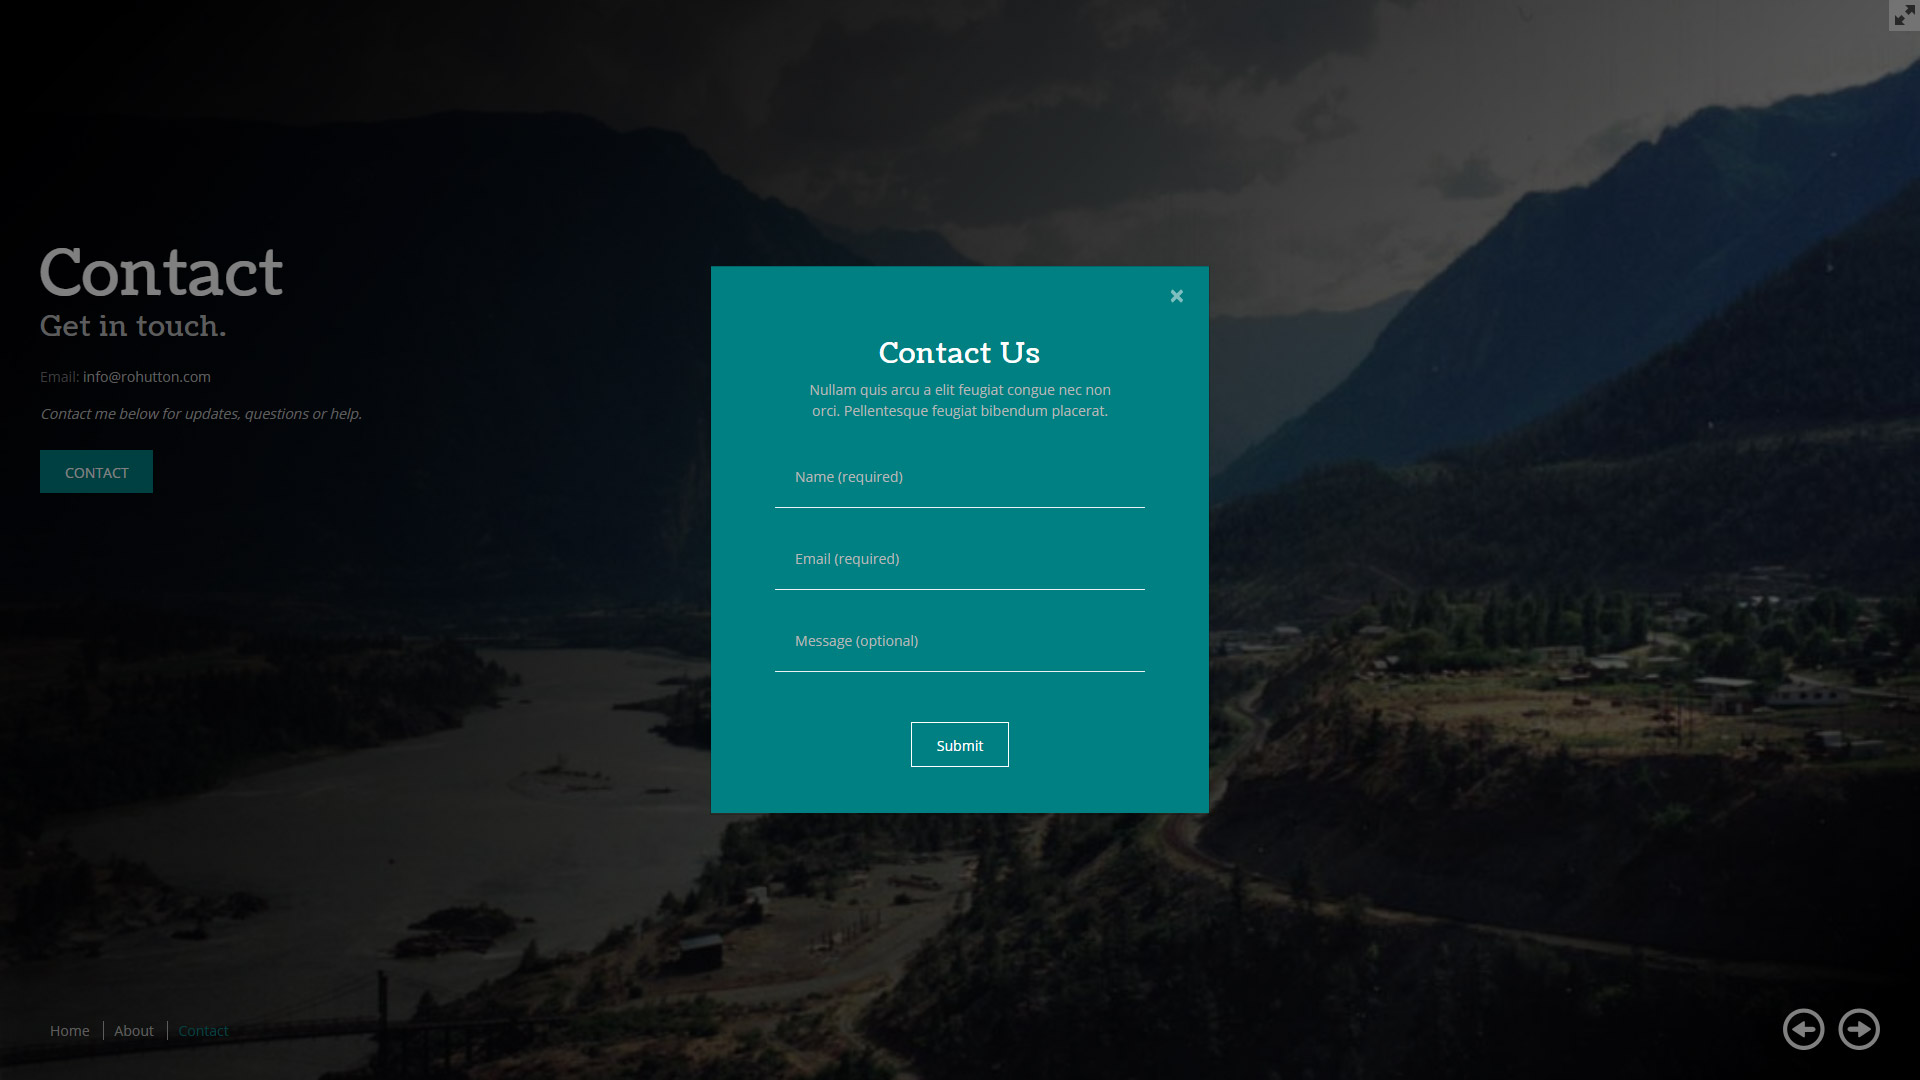 Contact
Get in touch.
Email: info@rohutton.com
Contact me below for updates, questions or help.
CONTACT
×
Contact Us
Nullam quis arcu a elit feugiat congue nec non
orci. Pellentesque feugiat bibendum placerat.
Name (required)
Email (required)
Message (optional)
Submit
Home
About
Contact